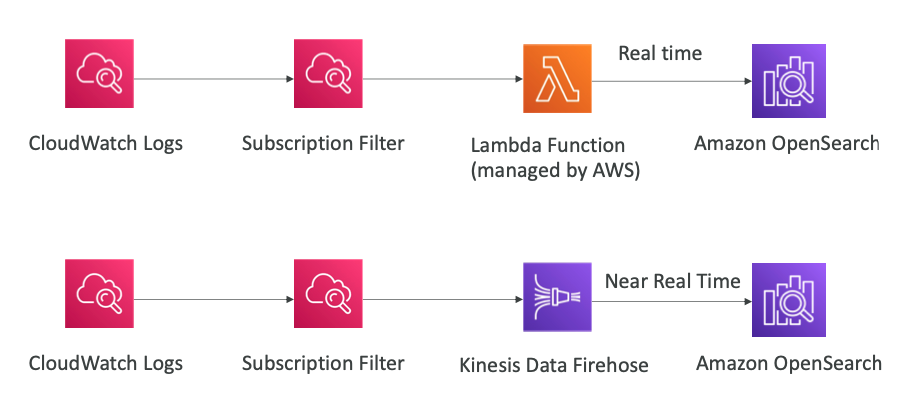 Real time
CloudWatch Logs
Subscription Filter
Lambda Function
(managed by AWS)
Amazon OpenSearch
Near Real Time
CloudWatch Logs
Subscription Filter
Kinesis Data Firehose
Amazon OpenSearch